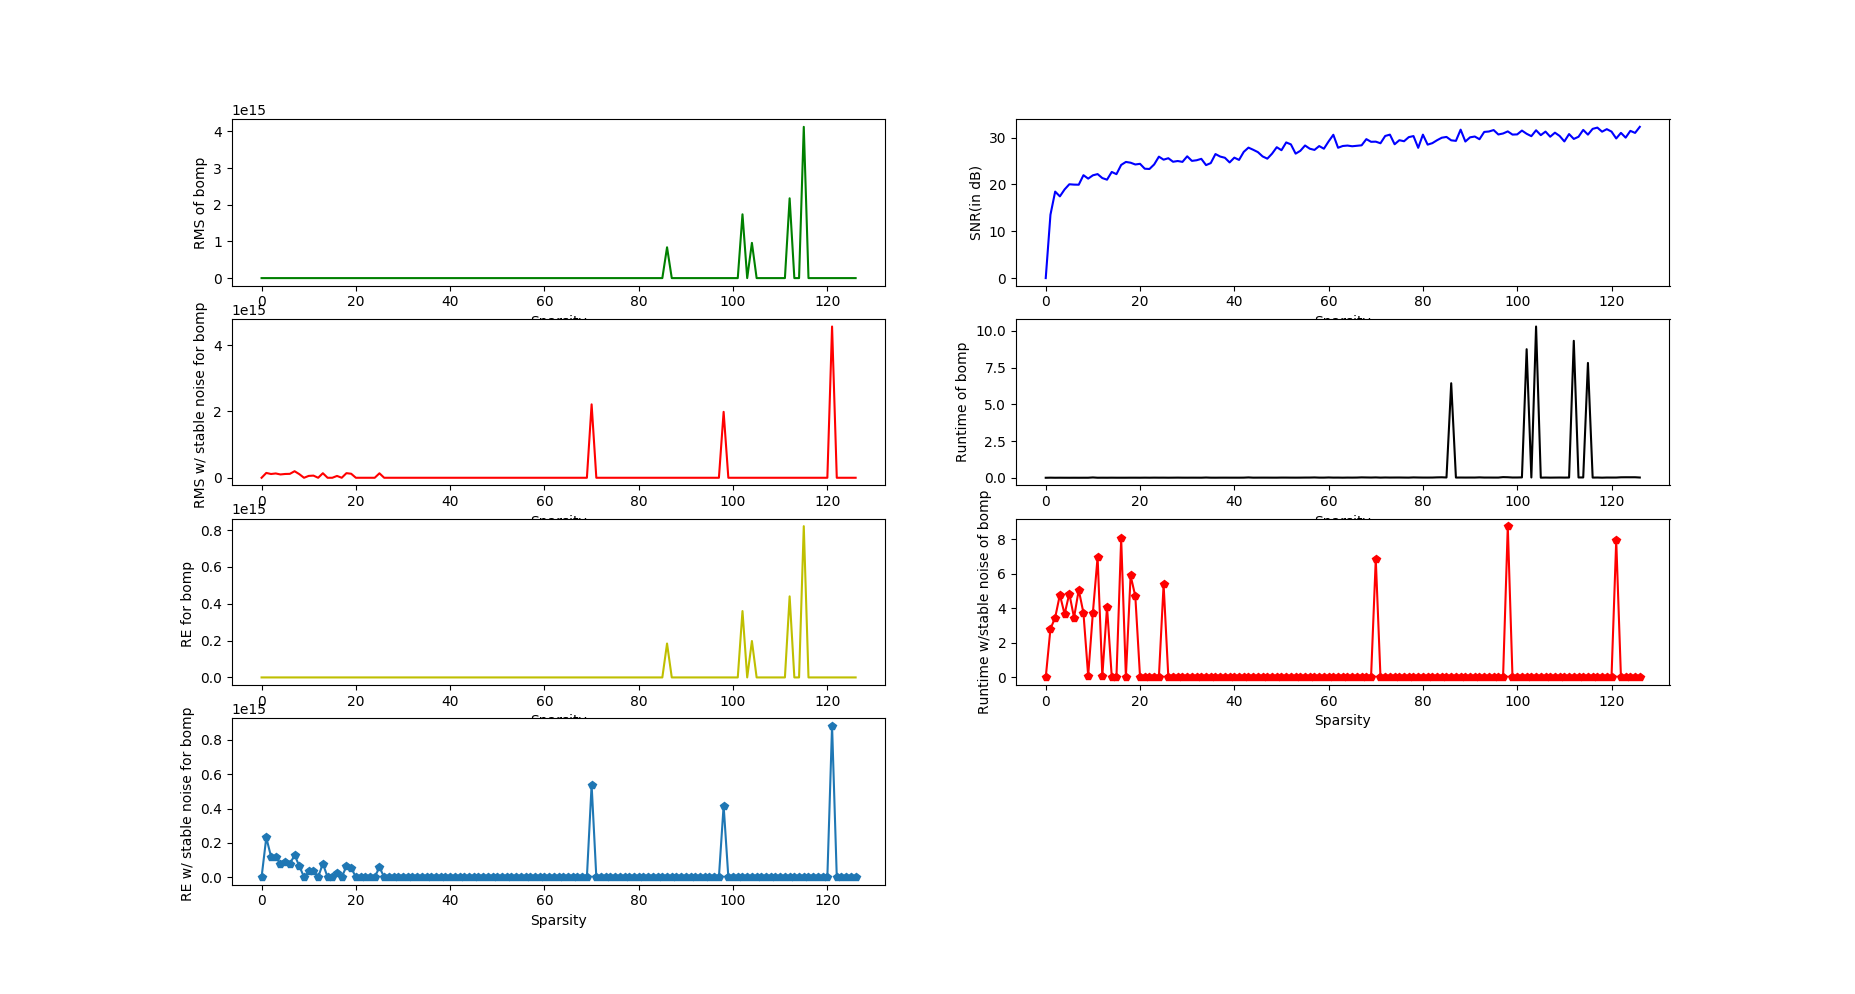 1e15
RMS of bomp
4
3
2
1
0
0 20 40 60 80 100 120
Sparsity
1e15
RMS w/ stable noise for bomp
4
2
0
0 20 40 60 80 100 120
Sparsity
1e15
RE for bomp
0.8
0.6
0.4
0.2
0.0
0 20 40 60 80 100 120
Sparsity
1e15
RE w/ stable noise for bomp
0.8
0.6
0.4
0.2
0.0
0 20 40 60 80 100 120
Sparsity
SNR(in dB)
30
20
10
0
0 20 40 60 80 100 120
Sparsity
Runtime of bomp
10.0
7.5
5.0
2.5
0.0
0 20 40 60 80 100 120
Sparsity
Runtime w/stable noise of bomp
8
6
4
2
0
0 20 40 60 80 100 120
Sparsity